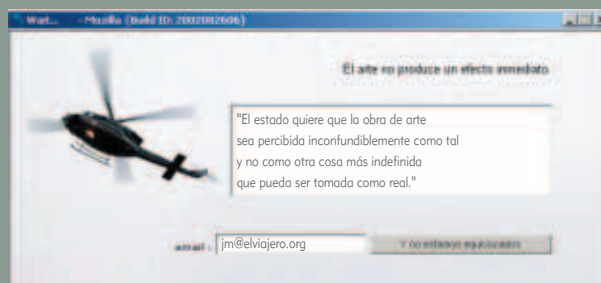 Wait... - Mozilla (Build ID: 2002082606)
El arte no produce un efecto inmediato
"El estado quiere que la obra de arte
sea percibida inconfundiblemente como tal
y no como otra cosa más indefinida
que pueda ser tomada como real."
email : jm@elviajero.org
Y no estamos equivocados